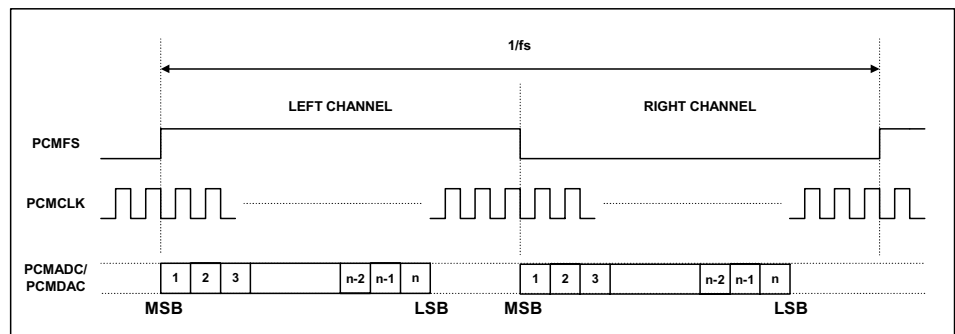 1/fs
LEFT CHANNEL RIGHT CHANNEL
PCMFS
PCMCLK
PCMADC/
PCMDAC
1 2 3 n-2 n-1 n 1 2 3 n-2 n-1 n
MSB LSB MSB LSB